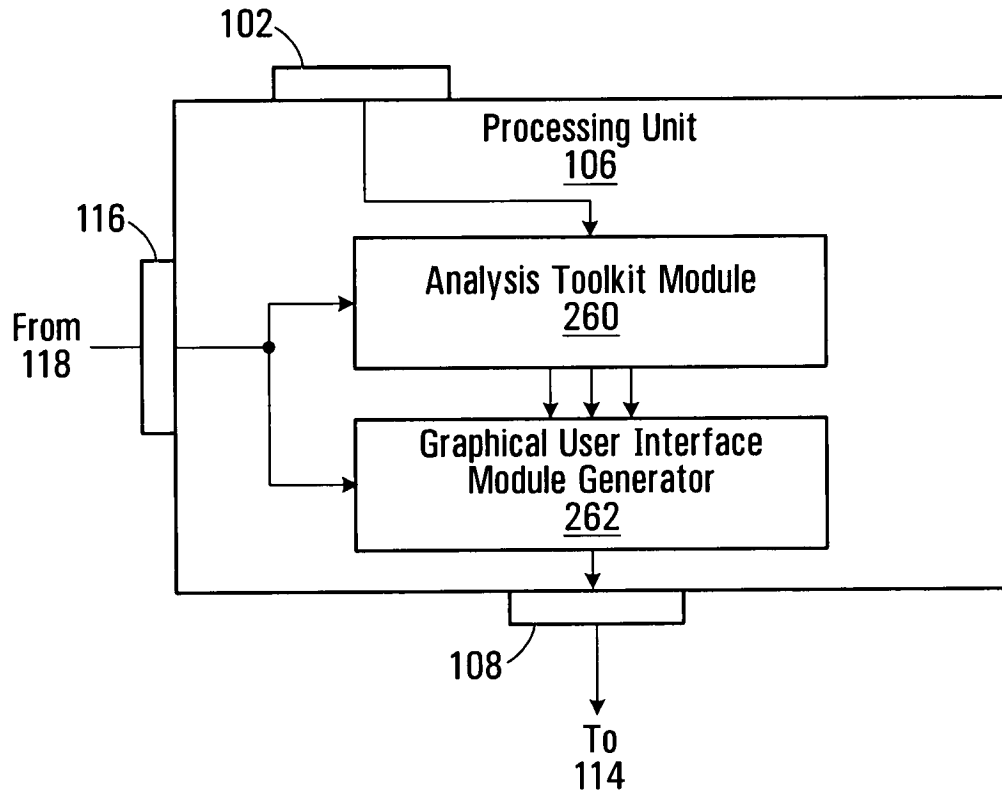 102
Processing Unit
106
116
Analysis Toolkit Module
260
From
118
Graphical User Interface
Module Generator
262
108
To
114